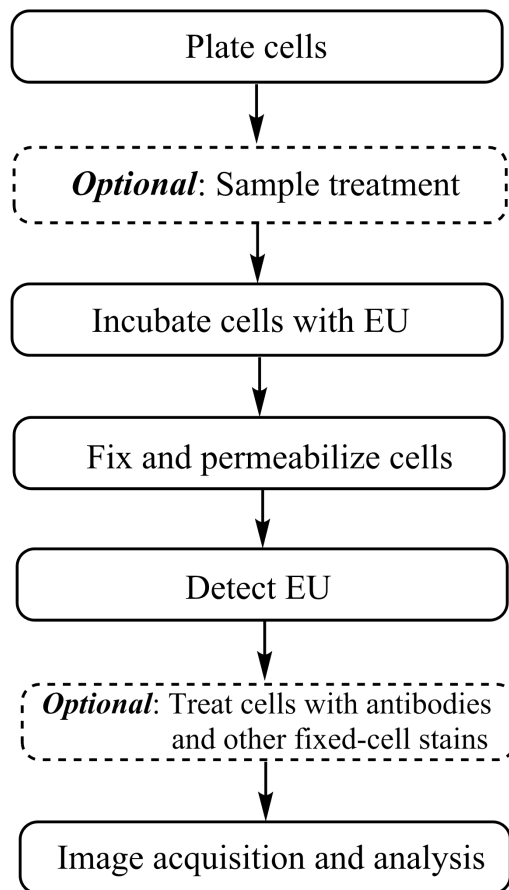 Plate cells
Optional: Sample treatment
Incubate cells with EU
Fix and permeabilize cells
Detect EU
Optional: Treat cells with antibodies
and other fixed-cell stains
Image acquisition and analysis